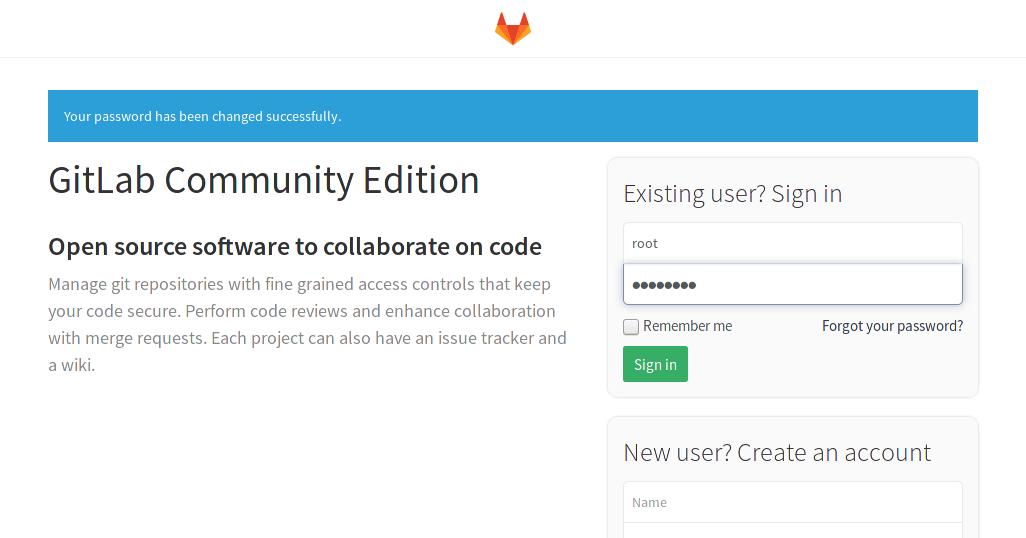 Your password has been changed successfully.
GitLab Community Edition
Open source software to collaborate on code
Manage git repositories with fine grained access controls that keep
your code secure. Perform code reviews and enhance collaboration
with merge requests. Each project can also have an issue tracker and
a wiki.
Existing user? Sign in
root
●●●●●●●●
Remember me
Forgot your password?
Sign in
New user? Create an account
Name